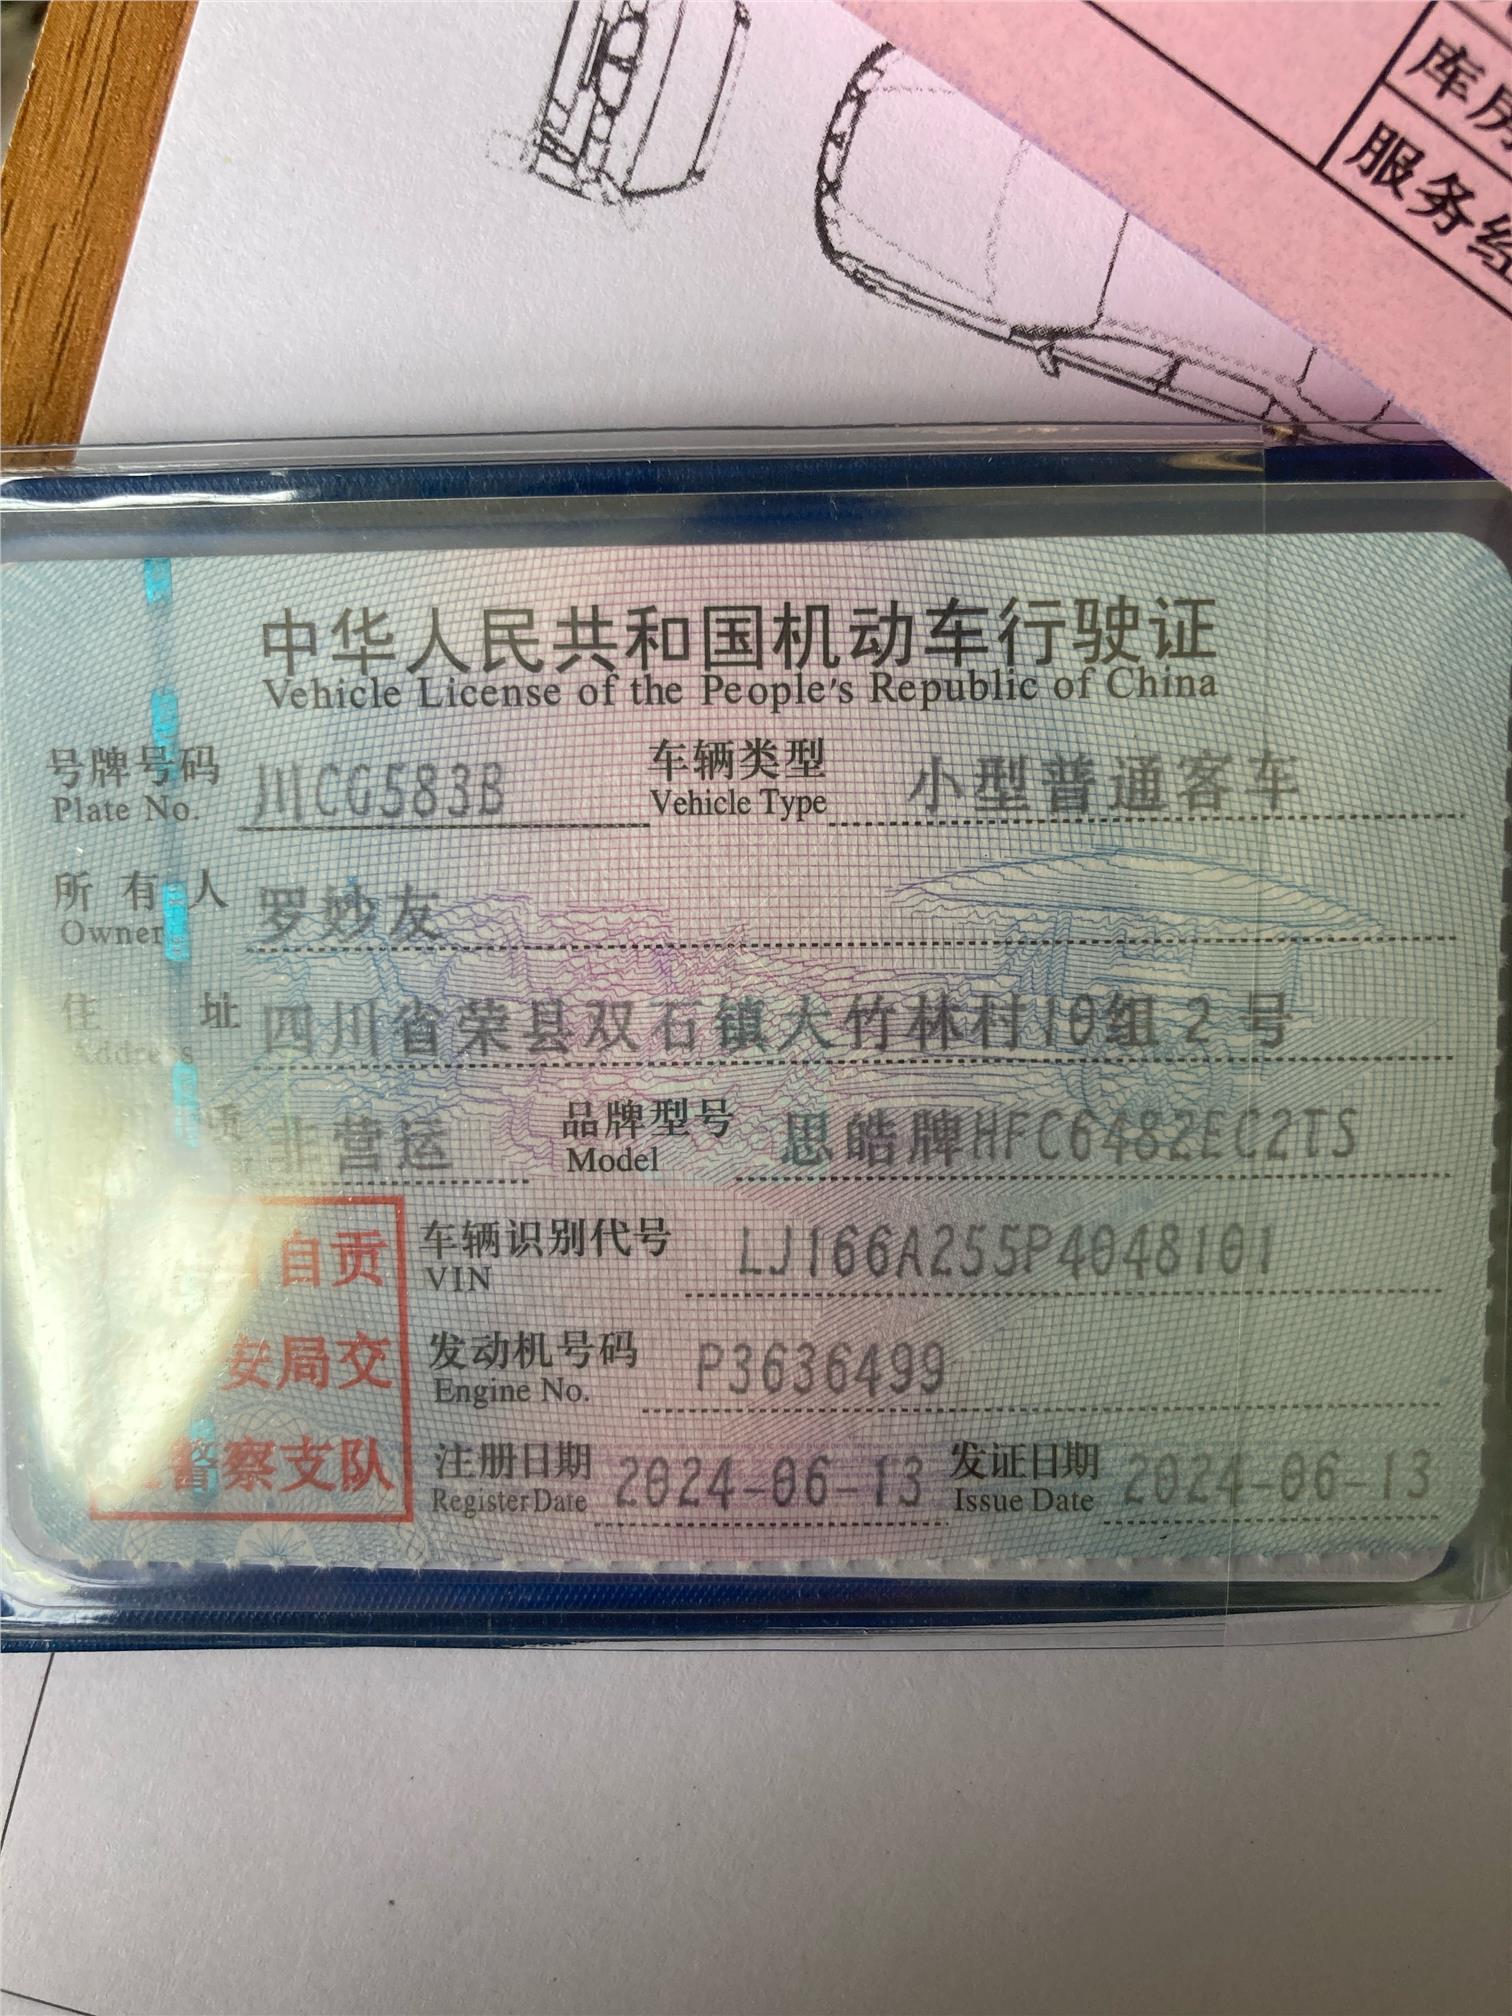 库房
服务经
中华人民共和国机动车行驶证
Vehicle License of the People's Republic of China
号牌号码 川CG583B 车辆类型 小型普通客车
Plate No. Vehicle Type
所有人 罗妙友
Owner
住址 四川省荣县双石镇大竹林村10组2号
Address
质 非营运 品牌型号 思皓牌HFC6482EC2TS
Model
自贡 车辆识别代号 LJ166A255P4048101
VIN
安局交 发动机号码 P3636499
Engine No.
警察支队 注册日期 2024-06-13 发证日期 2024-06-13
Register Date Issue Date